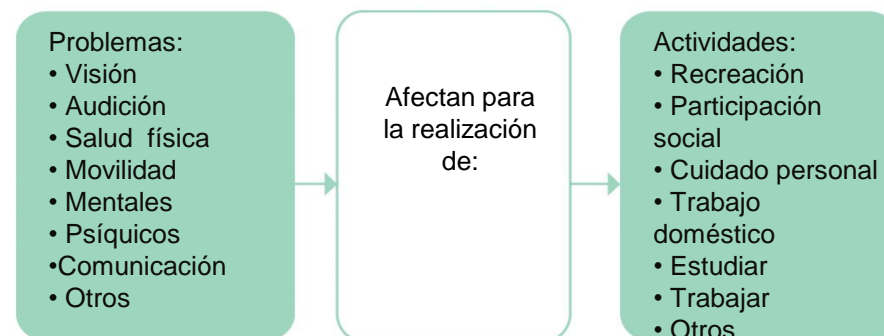 Problemas:
• Visión
• Audición
• Salud física
• Movilidad
• Mentales
• Psíquicos
•Comunicación
• Otros
Afectan para
la realización
de:
Actividades:
• Recreación
• Participación
social
• Cuidado personal
• Trabajo
doméstico
• Estudiar
• Trabajar
• Otros